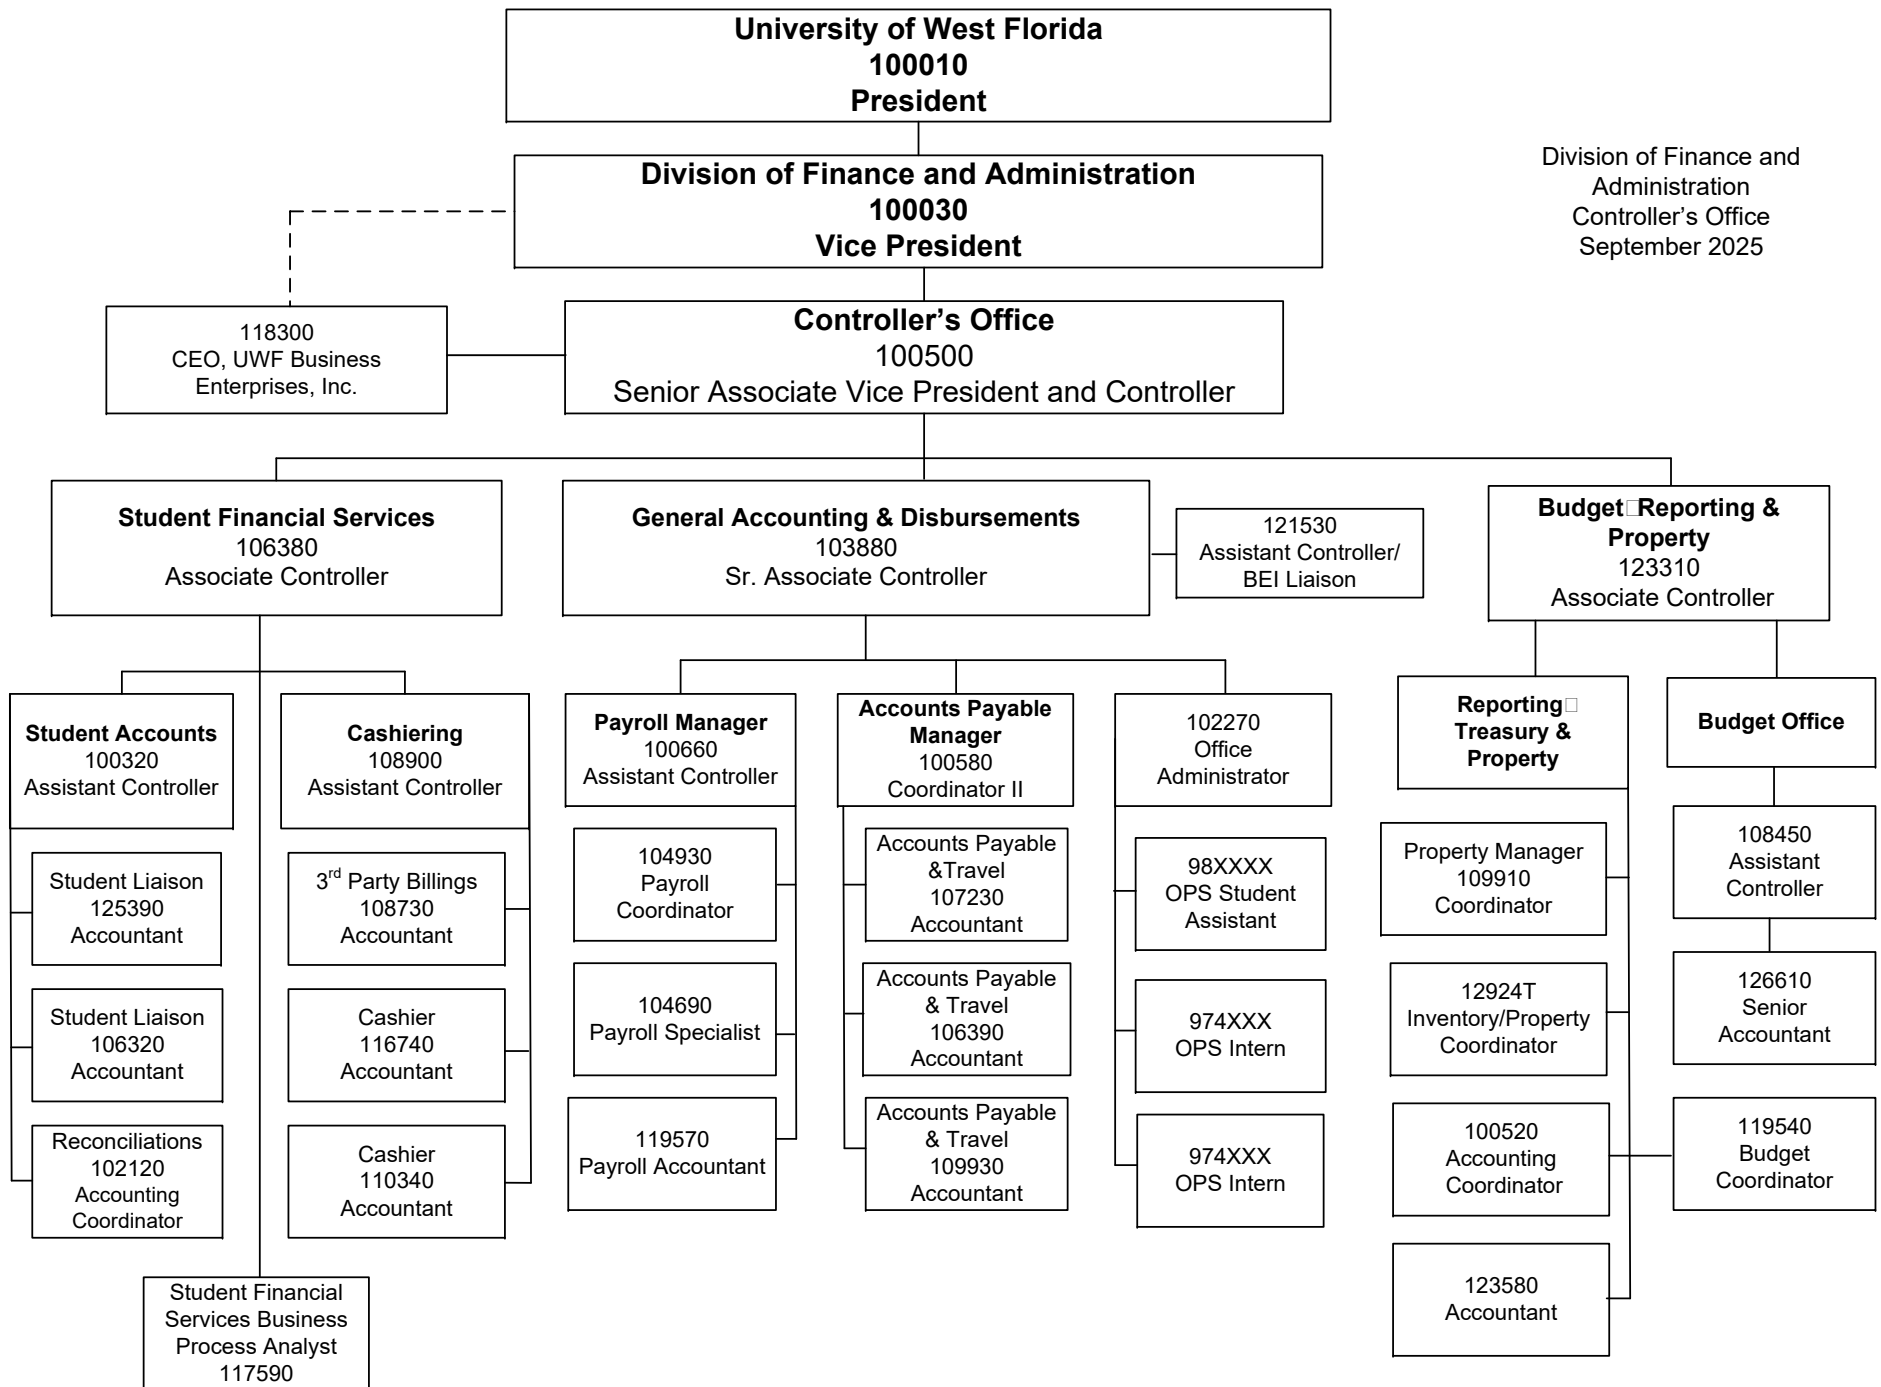 University of West Florida
100010
President
Division of Finance and Administration
100030
Vice President
Division of Finance and
Administration
Controller’s Office
September 2025
118300
CEO, UWF Business
Enterprises, Inc.
Controller’s Office
100500
Senior Associate Vice President and Controller
Student Financial Services
106380
Associate Controller
General Accounting & Disbursements
103880
Sr. Associate Controller
121530
Assistant Controller/
BEI Liaison
Budget□Reporting &
Property
123310
Associate Controller
Student Accounts
100320
Assistant Controller
Student Liaison
125390
Accountant
Student Liaison
106320
Accountant
Reconciliations
102120
Accounting
Coordinator
Cashiering
108900
Assistant Controller
3rd Party Billings
108730
Accountant
Cashier
116740
Accountant
Cashier
110340
Accountant
Student Financial
Services Business
Process Analyst
117590
Payroll Manager
100660
Assistant Controller
104930
Payroll
Coordinator
104690
Payroll Specialist
119570
Payroll Accountant
Accounts Payable
Manager
100580
Coordinator II
Accounts Payable
&Travel
107230
Accountant
Accounts Payable
& Travel
106390
Accountant
Accounts Payable
& Travel
109930
Accountant
102270
Office
Administrator
98XXXX
OPS Student
Assistant
974XXX
OPS Intern
974XXX
OPS Intern
Reporting□
Treasury &
Property
Property Manager
109910
Coordinator
12924T
Inventory/Property
Coordinator
100520
Accounting
Coordinator
123580
Accountant
Budget Office
108450
Assistant
Controller
126610
Senior
Accountant
119540
Budget
Coordinator